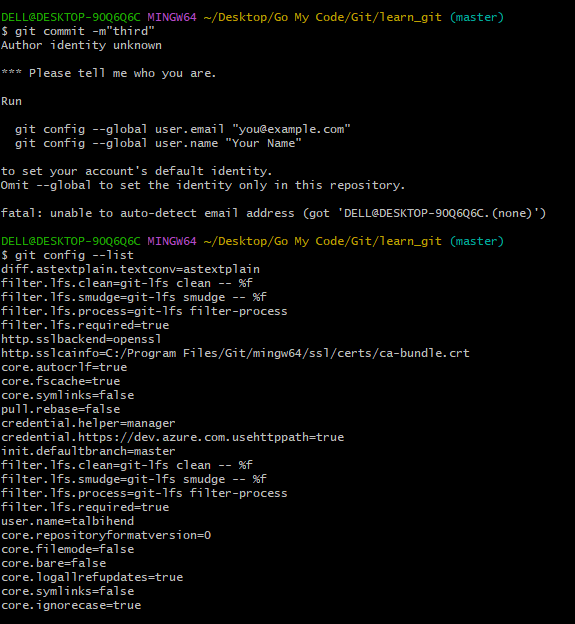 DELL@DESKTOP-9OQ6Q6C MINGW64 ~/Desktop/Go My Code/Git/learn_git (master)
$ git commit -m"third"
Author identity unknown
*** Please tell me who you are.
Run
git config --global user.email "you@example.com"
git config --global user.name "Your Name"
to set your account's default identity.
Omit --global to set the identity only in this repository.
fatal: unable to auto-detect email address (got 'DELL@DESKTOP-9OQ6Q6C.(none)')
DELL@DESKTOP-9OQ6Q6C MINGW64 ~/Desktop/Go My Code/Git/learn_git (master)
$ git config --list
diff.astextplain.textconv=astextplain
filter.lfs.clean=git-lfs clean -- %f
filter.lfs.smudge=git-lfs smudge -- %f
filter.lfs.process=git-lfs filter-process
filter.lfs.required=true
http.sslbackend=openssl
http.sslcainfo=C:/Program Files/Git/mingw64/ssl/certs/ca-bundle.crt
core.autocrlf=true
core.fscache=true
core.symlinks=false
pull.rebase=false
credential.helper=manager
credential.https://dev.azure.com.usehttppath=true
init.defaultbranch=master
filter.lfs.clean=git-lfs clean -- %f
filter.lfs.smudge=git-lfs smudge -- %f
filter.lfs.process=git-lfs filter-process
filter.lfs.required=true
user.name=talbihend
core.repositoryformatversion=0
core.filemode=false
core.bare=false
core.logallrefupdates=true
core.symlinks=false
core.ignorecase=true